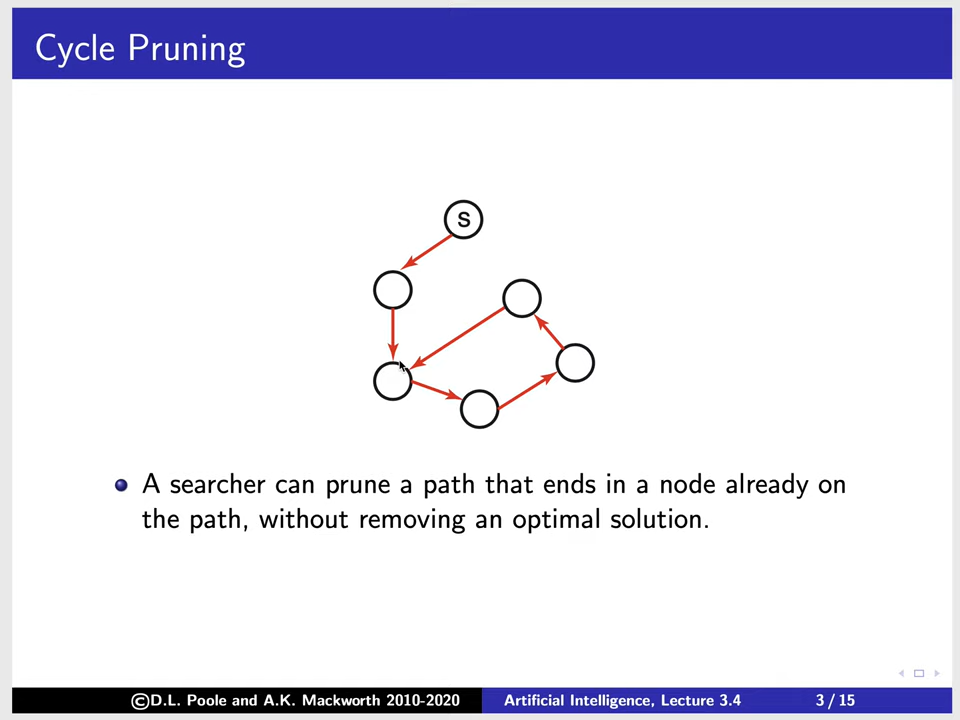 Cycle Pruning
S
A searcher can prune a path that ends in a node already on
the path, without removing an optimal solution.
©D.L. Poole and A.K. Mackworth 2010-2020 Artificial Intelligence, Lecture 3.4 3 / 15